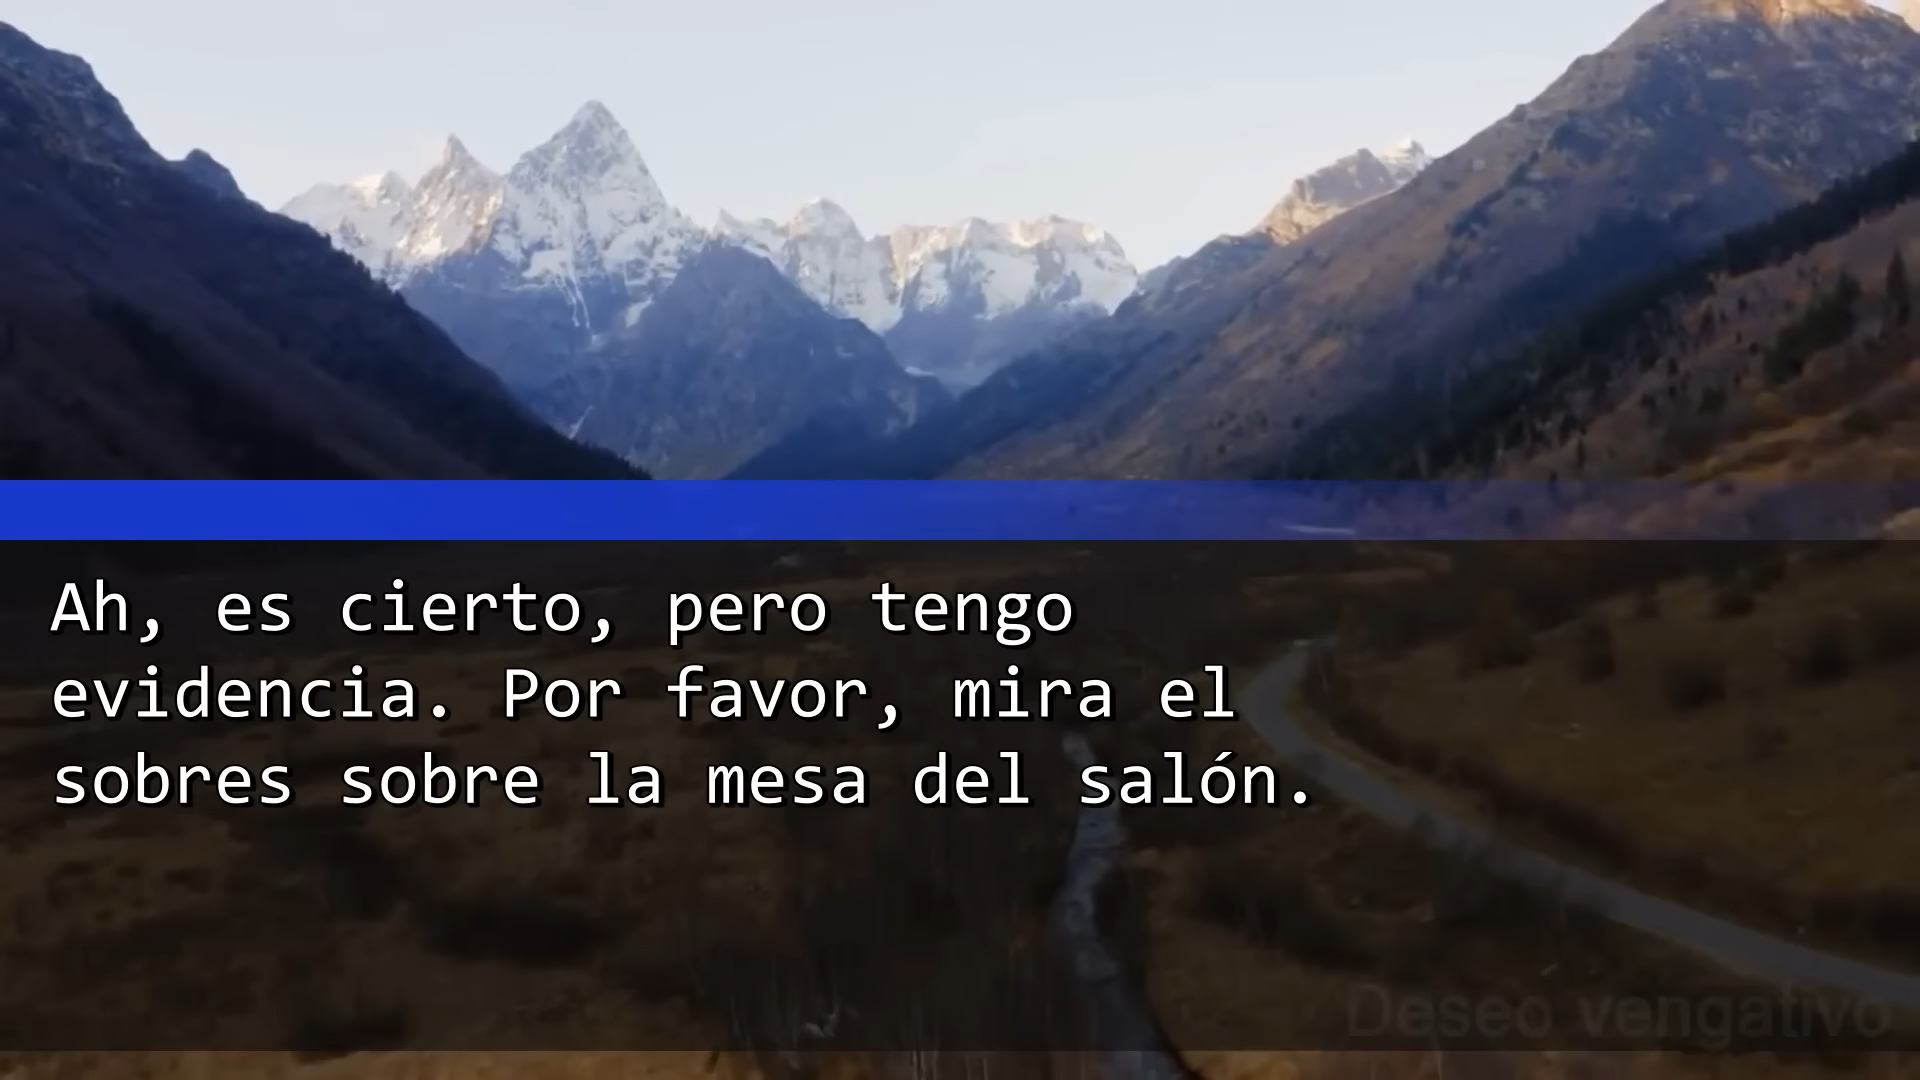 Ah, es cierto, pero tengo
evidencia. Por favor, mira el
sobres sobre la mesa del salón.
Deseo vengativo